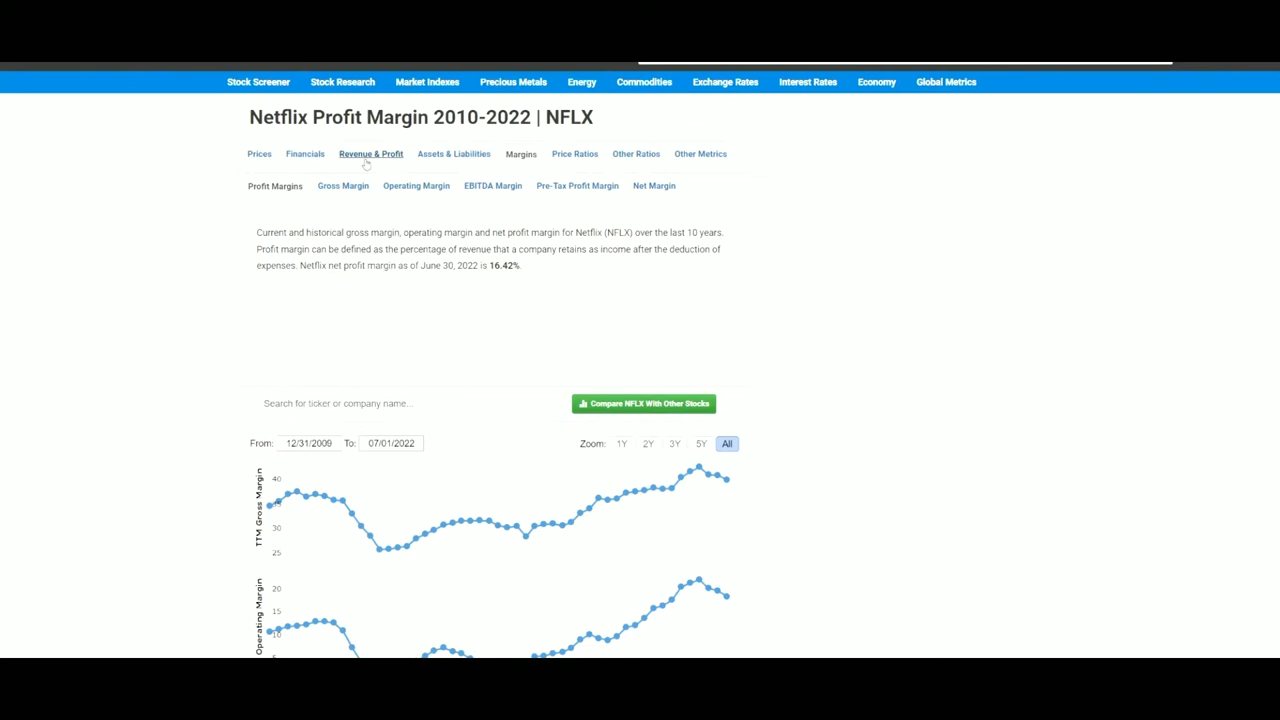 Stock Screener Stock Research Market Indexes Precious Metals Energy Commodities Exchange Rates Interest Rates Economy Global Metrics
Netflix Profit Margin 2010-2022 | NFLX
Prices Financials Revenue & Profit Assets & Liabilities Margins Price Ratios Other Ratios Other Metrics
Profit Margins Gross Margin Operating Margin EBITDA Margin Pre-Tax Profit Margin Net Margin
Current and historical gross margin, operating margin and net profit margin for Netflix (NFLX) over the last 10 years.
Profit margin can be defined as the percentage of revenue that a company retains as income after the deduction of
expenses. Netflix net profit margin as of June 30, 2022 is 16.42%.
Search for ticker or company name... Compare NFLX With Other Stocks
From: 12/31/2009 To: 07/01/2022 Zoom: 1Y 2Y 3Y 5Y All
TTM Gross Margin
40
35
30
25
Operating Margin
20
15
10